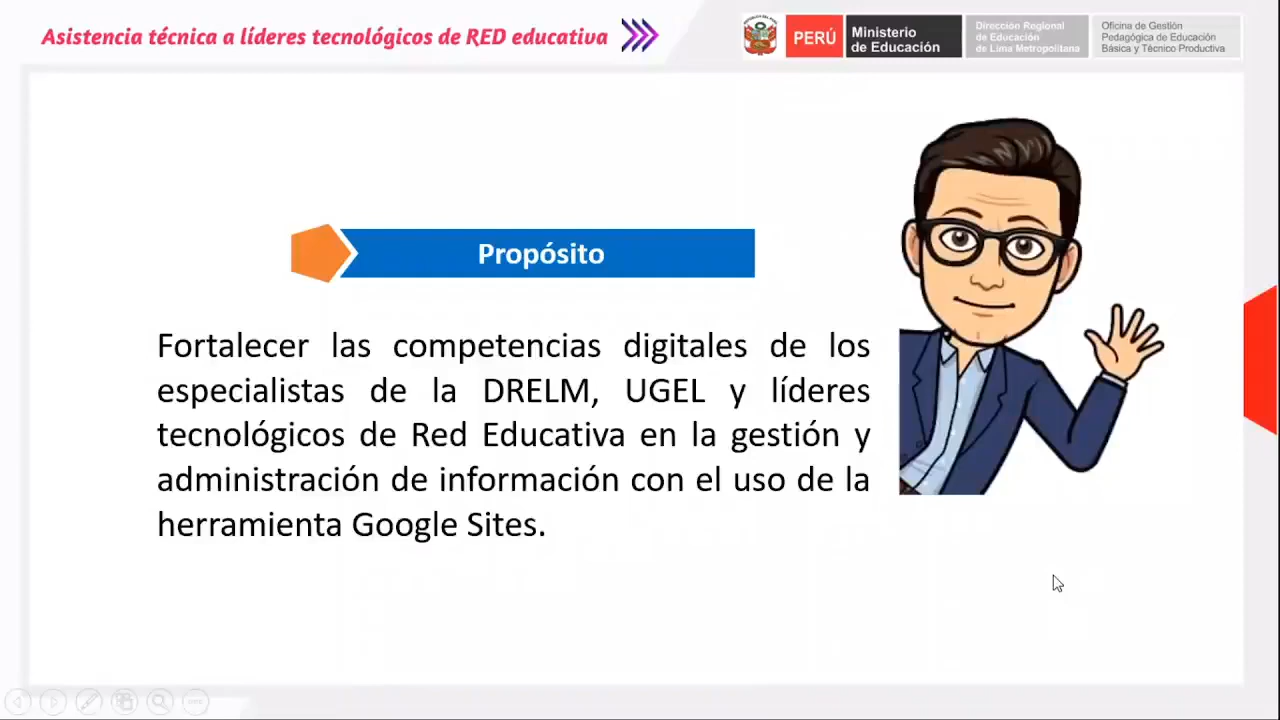 Asistencia técnica a líderes tecnológicos de RED educativa
PERÚ
Ministerio
de Educación
Dirección Regional
de Educación
de Lima Metropolitana
Oficina de Gestión
Pedagógica de Educación
Básica y Técnico Productiva
Propósito
Fortalecer las competencias digitales de los
especialistas de la DRELM, UGEL y líderes
tecnológicos de Red Educativa en la gestión y
administración de información con el uso de la
herramienta Google Sites.